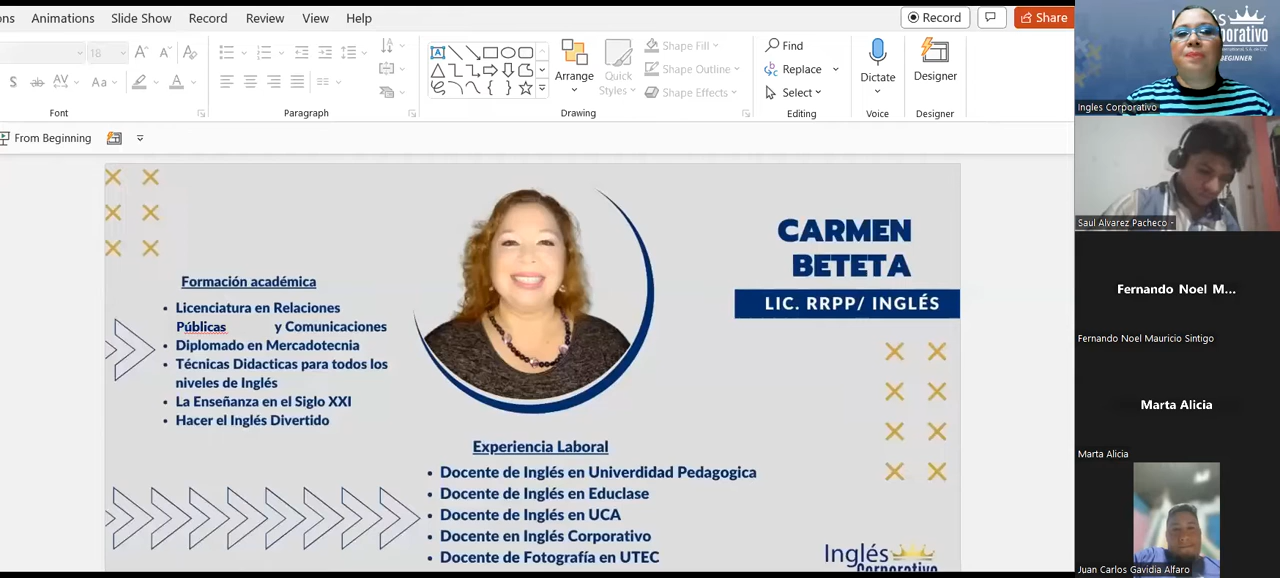 ons Animations Slide Show Record Review View Help
Record
Share
18
Aa
Font
Paragraph
Arrange
Quick
Styles
Shape Fill
Shape Outline
Shape Effects
Drawing
Find
Replace
Select
Editing
Dictate
Voice
Designer
Designer
From Beginning
CARMEN
BETETA
LIC. RRPP/ INGLÉS
Formación académica
• Licenciatura en Relaciones
Públicas y Comunicaciones
• Diplomado en Mercadotecnia
• Técnicas Didacticas para todos los
niveles de Inglés
• La Enseñanza en el Siglo XXI
• Hacer el Inglés Divertido
Experiencia Laboral
• Docente de Inglés en Univerdidad Pedagogica
• Docente de Inglés en Educlase
• Docente de Inglés en UCA
• Docente en Inglés Corporativo
• Docente de Fotografía en UTEC
Inglés
Corporativo
BEGINNER
Ingles Corporativo
Saul Alvarez Pacheco -
Fernando Noel M...
Fernando Noel Mauricio Sintigo
Marta Alicia
Marta Alicia
Juan Carlos Gavidia Alfaro